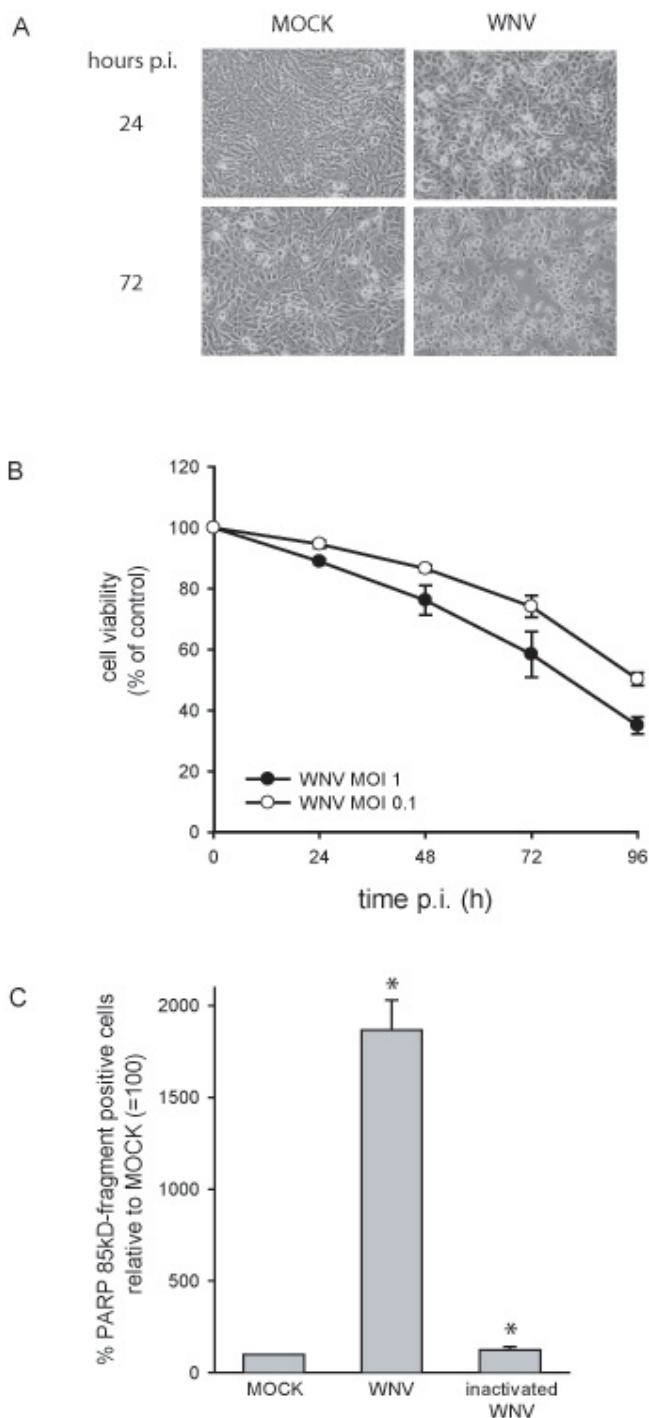 A
MOCK WNV
hours p.i.
24
72
B
120
100
80
60
40
20
0
cell viability
(% of control)
WNV MOI 1
WNV MOI 0.1
0 24 48 72 96
time p.i. (h)
C
% PARP 85kD-fragment positive cells
relative to MOCK (=100)
2000
1500
1000
500
0
*
*
MOCK WNV inactivated
WNV